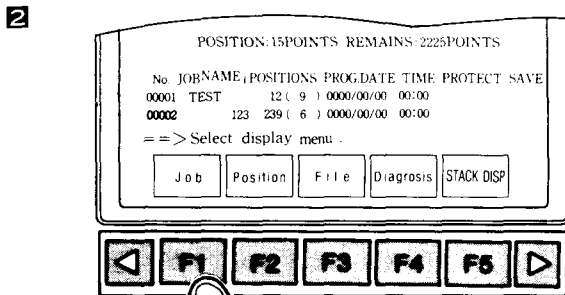 2
POSITION:15POINTS REMAINS:2225POINTS
No. JOBNAME POSITIONS PROG.DATE TIME PROTECT SAVE
00001 TEST 12 ( 9 ) 0000/00/00 00:00
00002 123 239 ( 6 ) 0000/00/00 00:00
==> Select display menu .
Job Position File Diagrosis STACK DISP
F1 F2 F3 F4 F5